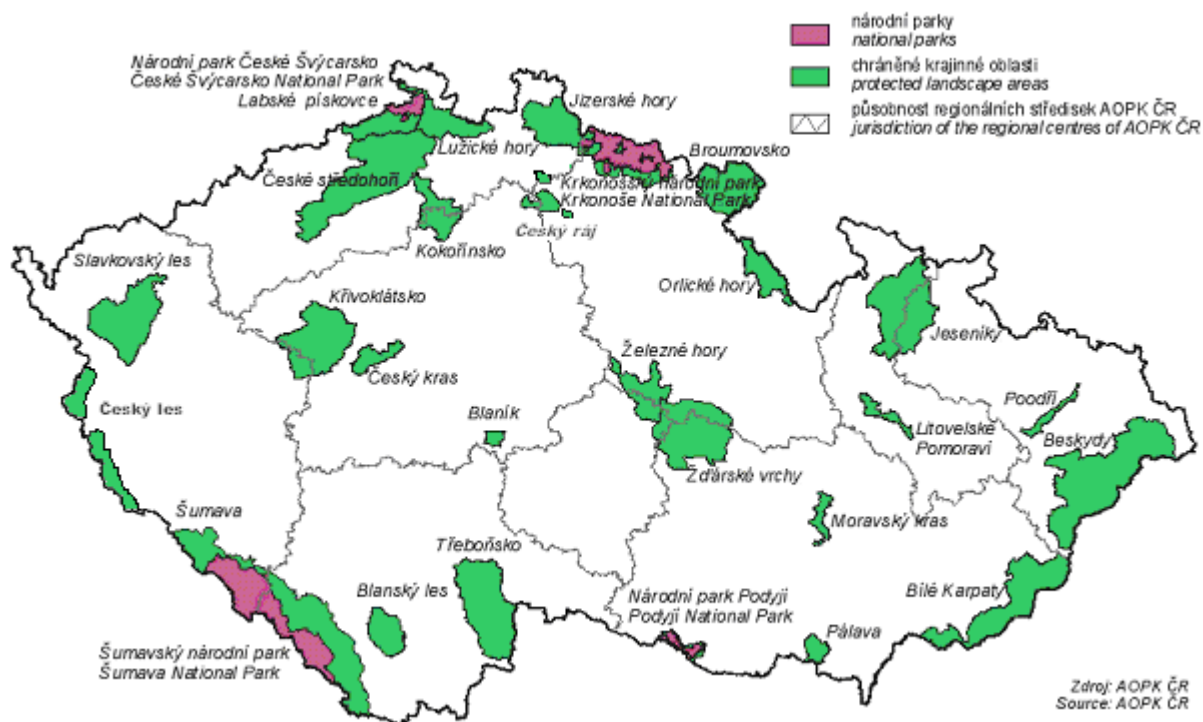 národní parky
national parks
chráněné krajinné oblasti
protected landscape areas
působnost regionálních středisek AOPK ČR
jurisdiction of the regional centres of AOPK ČR
Národní park České Švýcarsko
České Švýcarsko National Park
Labské pískovce
Jizerské hory
Lužické hory
Broumovsko
České středohoří
Krkonošský národní park
Krkonoše National Park
Český ráj
Kokořínsko
Slavkovský les
Orlické hory
Křivoklátsko
Jeseníky
Železné hory
Český kras
Český les
Blaník
Poodří
Litovelské
Pomoraví
Beskydy
Žďárské vrchy
Šumava
Moravský kras
Třeboňsko
Blanský les
Národní park Podyjí
Podyjí National Park
Bílé Karpaty
Pálava
Šumavský národní park
Šumava National Park
Zdroj: AOPK ČR
Source: AOPK ČR